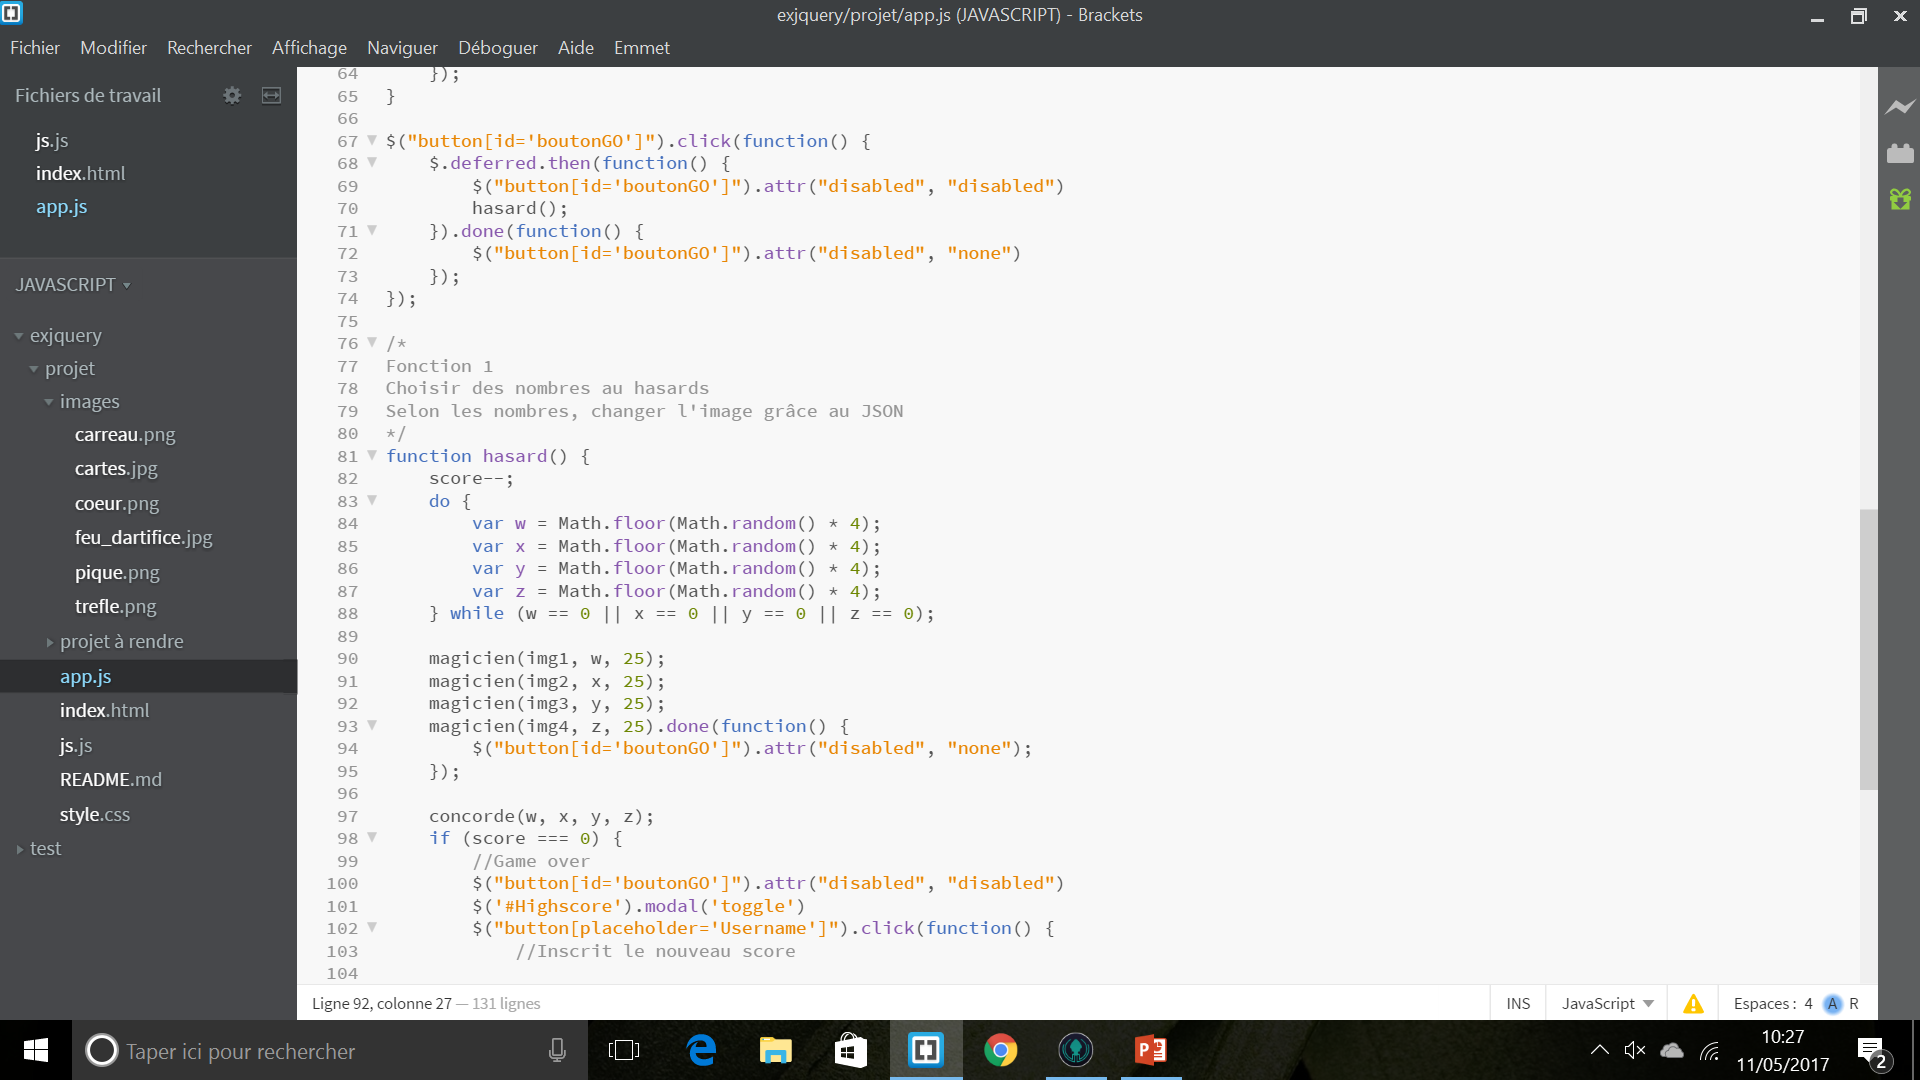 exjquery/projet/app.js (JAVASCRIPT) - Brackets
Fichier Modifier Rechercher Affichage Naviguer Déboguer Aide Emmet
Fichiers de travail
js.js
index.html
app.js
JAVASCRIPT
exjquery
projet
images
carreau.png
cartes.jpg
coeur.png
feu_dartifice.jpg
pique.png
trefle.png
projet à rendre
app.js
index.html
js.js
README.md
style.css
test
64     });
65 }
66
67 $("button[id='boutonGO']").click(function() {
68     $.deferred.then(function() {
69         $("button[id='boutonGO']").attr("disabled", "disabled")
70         hasard();
71     }).done(function() {
72         $("button[id='boutonGO']").attr("disabled", "none")
73     });
74 });
75
76 /*
77 Fonction 1
78 Choisir des nombres au hasards
79 Selon les nombres, changer l'image grâce au JSON
80 */
81 function hasard() {
82     score--;
83     do {
84         var w = Math.floor(Math.random() * 4);
85         var x = Math.floor(Math.random() * 4);
86         var y = Math.floor(Math.random() * 4);
87         var z = Math.floor(Math.random() * 4);
88     } while (w == 0 || x == 0 || y == 0 || z == 0);
89
90     magicien(img1, w, 25);
91     magicien(img2, x, 25);
92     magicien(img3, y, 25);
93     magicien(img4, z, 25).done(function() {
94         $("button[id='boutonGO']").attr("disabled", "none");
95     });
96
97     concorde(w, x, y, z);
98     if (score === 0) {
99         //Game over
100         $("button[id='boutonGO']").attr("disabled", "disabled")
101         $('#Highscore').modal('toggle')
102         $("button[placeholder='Username']").click(function() {
103             //Inscrit le nouveau score
104
Ligne 92, colonne 27 — 131 lignes
INS JavaScript Espaces : 4 A R
Taper ici pour rechercher
10:27
11/05/2017
2